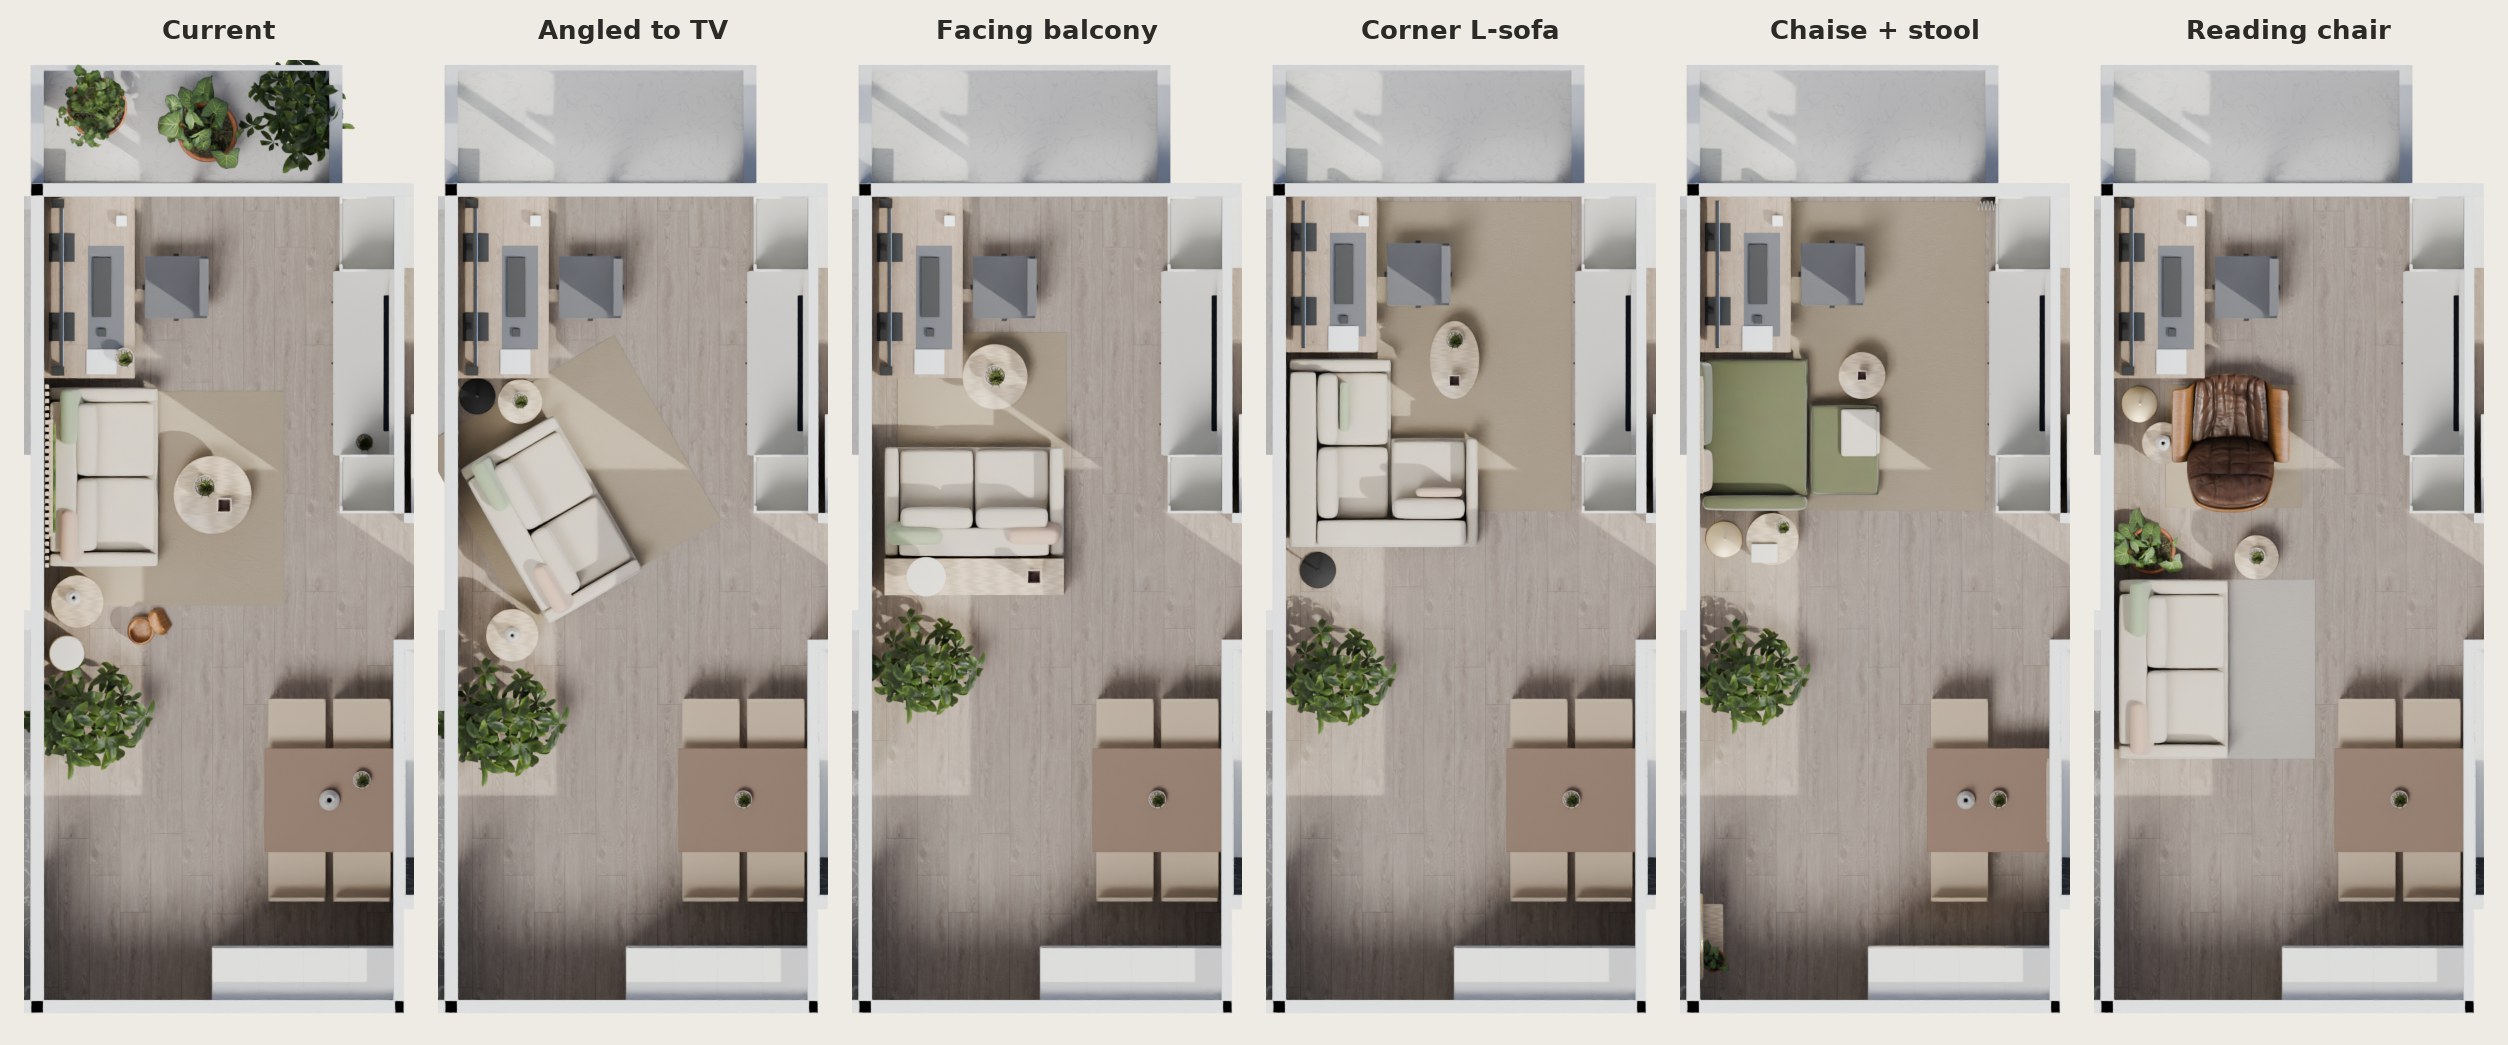 Current
Angled to TV
Facing balcony
Corner L-sofa
Chaise + stool
Reading chair